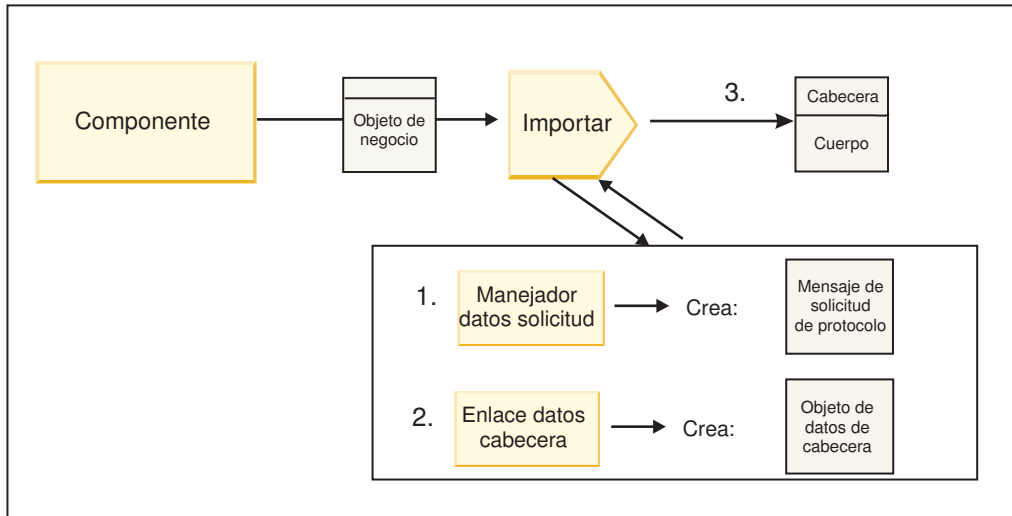 Componente
Objeto de
negocio
Importar
3.
Cabecera
Cuerpo
1.
Manejador
datos solicitud
Crea:
Mensaje de
solicitud
de protocolo
2.
Enlace datos
cabecera
Crea:
Objeto de
datos de
cabecera